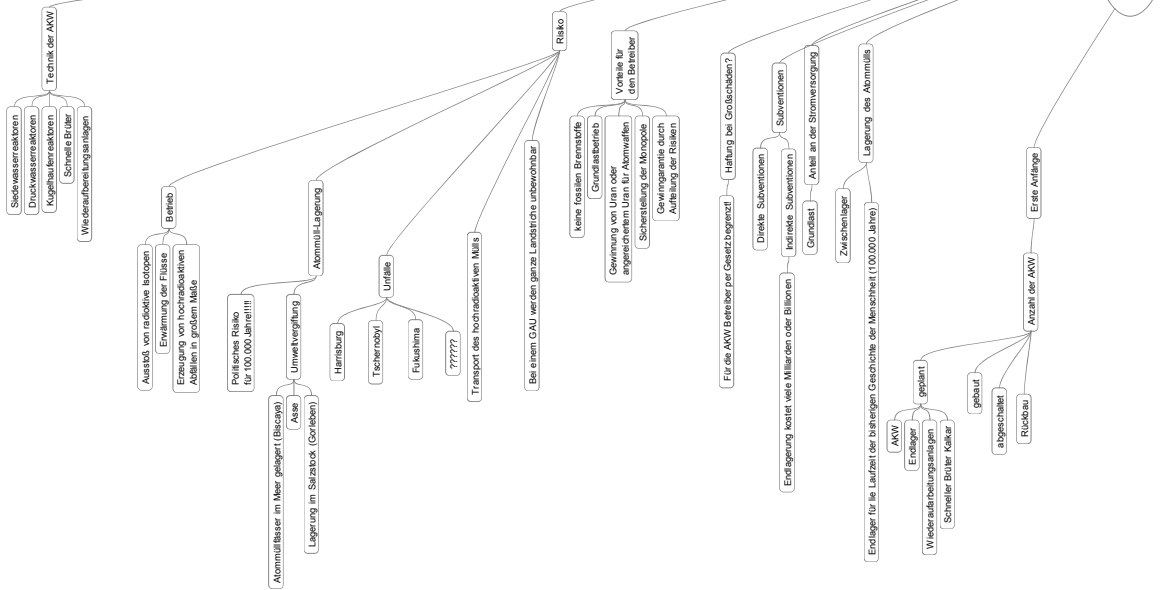 Technik der AKW
Siedewasserreaktoren
Druckwasserreaktoren
Kugelhaufenreaktoren
Schnelle Brüter
Wiederaufbereitungsanlagen
Risiko
Betrieb
Ausstoß von radioktive Isotopen
Erwärmung der Flüsse
Erzeugung von hochradioaktiven
Abfällen in großem Maße
Atommüll-Lagerung
Politisches Risiko
für 100.000 Jahre!!!!!
Umweltvergiftung
Atommüllfässer im Meer gelagert (Biscaya)
Asse
Lagerung im Salzstock (Gorleben)
Unfälle
Harrisburg
Tschernobyl
Fukushima
??????
Transport des hochradioaktiven Mülls
Bei einem GAU werden ganze Landstriche unbewohnbar
Vorteile für
den Betreiber
keine fossilen Brennstoffe
Grundlastbetrieb
Gewinnung von Uran oder
angereichertem Uran für Atomwaffen
Sicherstellung der Monopole
Gewinngarantie durch
Aufteilung der Risiken
Haftung bei Großschäden?
Für die AKW Betreiber per Gesetz begrenzt!
Subventionen
Direkte Subventionen
Indirekte Subventionen
Endlagerung kostet viele Milliarden oder Billionen
Anteil an der Stromversorgung
Grundlast
Lagerung des Atommülls
Zwischenlager
Endlager für lie Laufzeit der bisherigen Geschichte der Menschheit (100.000 Jahre)
Erste Anfänge
Anzahl der AKW
geplant
AKW
Endlager
Wiederaufarbeitungsanlagen
Schneller Brüter Kalkar
gebaut
abgeschaltet
Rückbau